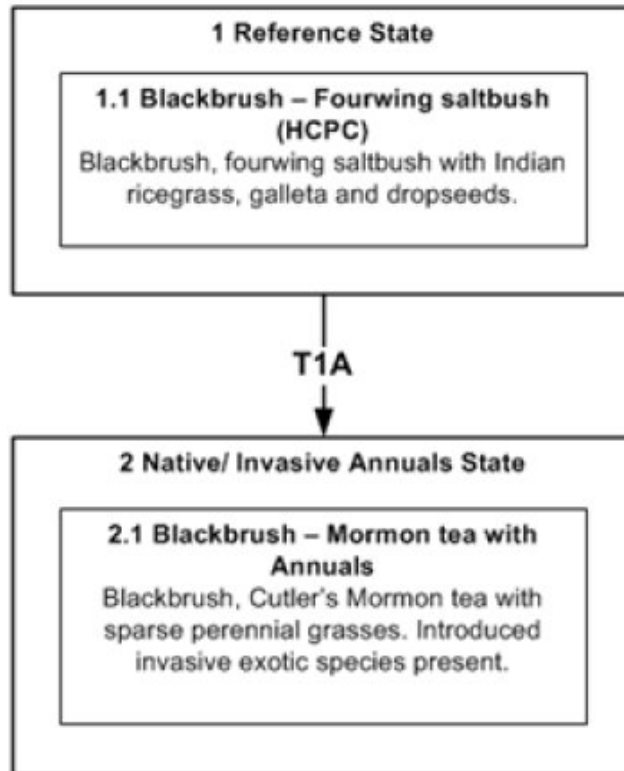 1 Reference State
1.1 Blackbrush – Fourwing saltbush
(HCPC)
Blackbrush, fourwing saltbush with Indian
ricegrass, galleta and dropseeds.
T1A
2 Native/ Invasive Annuals State
2.1 Blackbrush – Mormon tea with
Annuals
Blackbrush, Cutler's Mormon tea with
sparse perennial grasses. Introduced
invasive exotic species present.